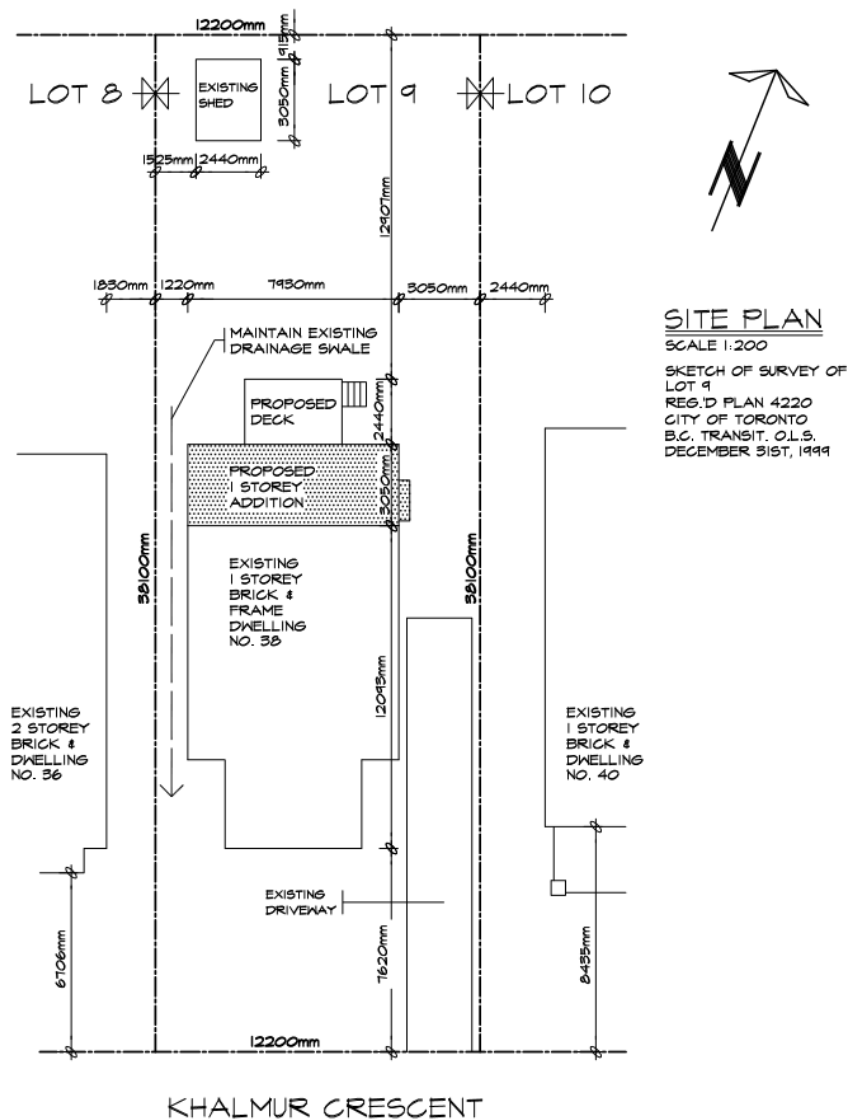 12200mm
915mm
LOT 8
EXISTING
SHED
3050mm
LOT 9
LOT 10
1525mm
2440mm
12907mm
N
1830mm
1220mm
7930mm
3050mm
2440mm
SITE PLAN
SCALE 1:200
SKETCH OF SURVEY OF
LOT 9
REG.'D PLAN 4220
CITY OF TORONTO
B.C. TRANSIT. O.L.S.
DECEMBER 31ST, 1999
MAINTAIN EXISTING
DRAINAGE SWALE
PROPOSED
DECK
2440mm
PROPOSED
1 STOREY
ADDITION
3050mm
38100mm
38100mm
EXISTING
1 STOREY
BRICK &
FRAME
DWELLING
NO. 38
12093mm
EXISTING
2 STOREY
BRICK &
DWELLING
NO. 36
EXISTING
1 STOREY
BRICK &
DWELLING
NO. 40
EXISTING
DRIVEWAY
6706mm
7620mm
8435mm
12200mm
KHALMUR CRESCENT